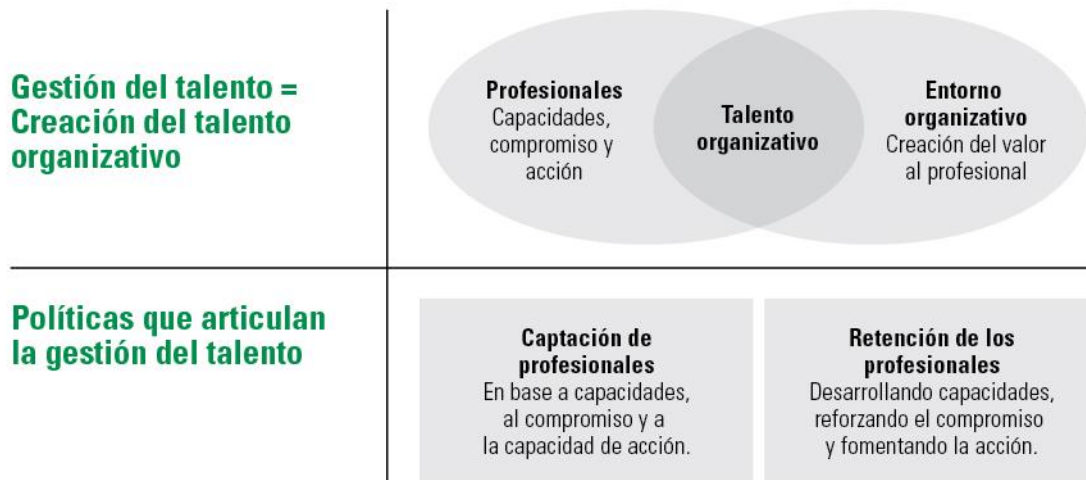 Gestión del talento =
Creación del talento
organizativo
Profesionales
Capacidades,
compromiso y
acción
Talento
organizativo
Entorno
organizativo
Creación del valor
al profesional
Políticas que articulan
la gestión del talento
Captación de
profesionales
En base a capacidades,
al compromiso y a
la capacidad de acción.
Retención de los
profesionales
Desarrollando capacidades,
reforzando el compromiso
y fomentando la acción.